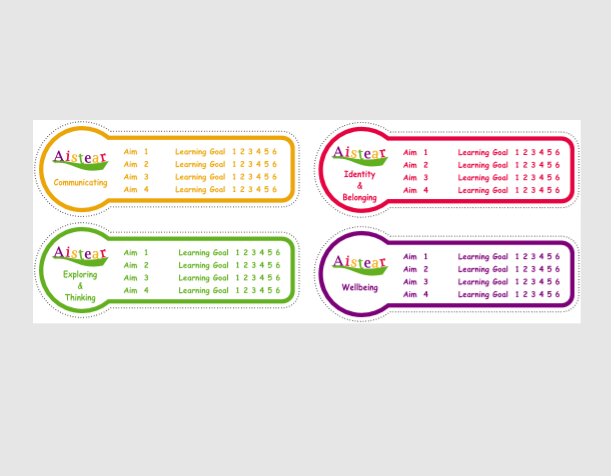 Aistear
Communicating
Aim 1 Learning Goal 1 2 3 4 5 6
Aim 2 Learning Goal 1 2 3 4 5 6
Aim 3 Learning Goal 1 2 3 4 5 6
Aim 4 Learning Goal 1 2 3 4 5 6
Aistear
Identity
&
Belonging
Aim 1 Learning Goal 1 2 3 4 5 6
Aim 2 Learning Goal 1 2 3 4 5 6
Aim 3 Learning Goal 1 2 3 4 5 6
Aim 4 Learning Goal 1 2 3 4 5 6
Aistear
Exploring
&
Thinking
Aim 1 Learning Goal 1 2 3 4 5 6
Aim 2 Learning Goal 1 2 3 4 5 6
Aim 3 Learning Goal 1 2 3 4 5 6
Aim 4 Learning Goal 1 2 3 4 5 6
Aistear
Wellbeing
Aim 1 Learning Goal 1 2 3 4 5 6
Aim 2 Learning Goal 1 2 3 4 5 6
Aim 3 Learning Goal 1 2 3 4 5 6
Aim 4 Learning Goal 1 2 3 4 5 6